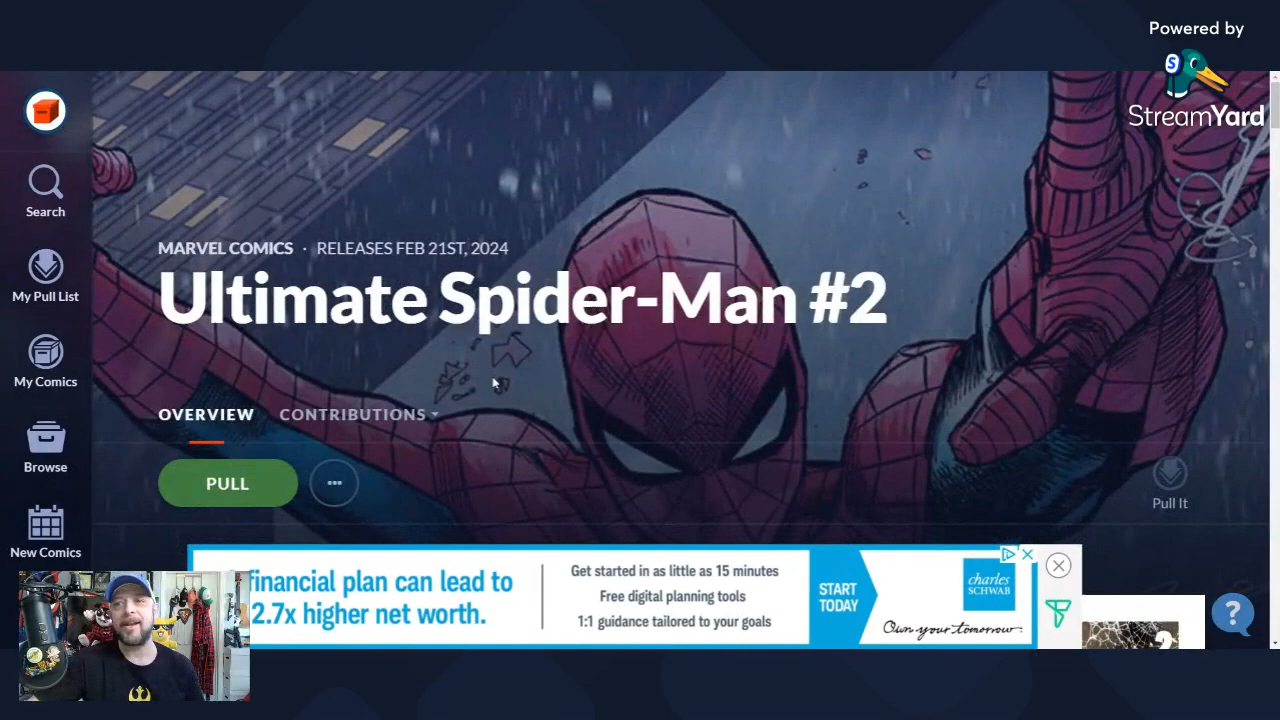 Powered by
S
StreamYard
Search
My Pull List
My Comics
Browse
New Comics
MARVEL COMICS · RELEASES FEB 21ST, 2024
Ultimate Spider-Man #2
OVERVIEW CONTRIBUTIONS
PULL
Pull It
financial plan can lead to
2.7x higher net worth.
Get started in as little as 15 minutes
Free digital planning tools
1:1 guidance tailored to your goals
START
TODAY
charles
SCHWAB
Own your tomorrow.
?